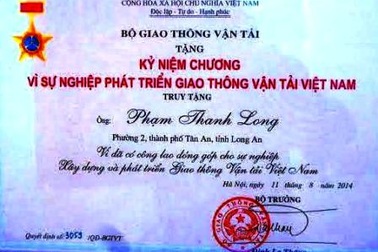 CỘNG HÒA XÃ HỘI CHỦ NGHĨA VIỆT NAM
Độc lập - Tự do - Hạnh phúc
BỘ GIAO THÔNG VẬN TẢI
TẶNG
KỶ NIỆM CHƯƠNG
VÌ SỰ NGHIỆP PHÁT TRIỂN GIAO THÔNG VẬN TẢI VIỆT NAM
TRUY TẶNG
Ông: Phạm Thanh Long
Phường 2, thành phố Tân An, tỉnh Long An
Vì đã có công lao đóng góp cho sự nghiệp
Xây dựng và phát triển Giao thông Vận tải Việt Nam
Hà Nội, ngày 11 tháng 8 năm 2014
BỘ TRƯỞNG
Quyết định số: 3053 /QĐ-BGTVT